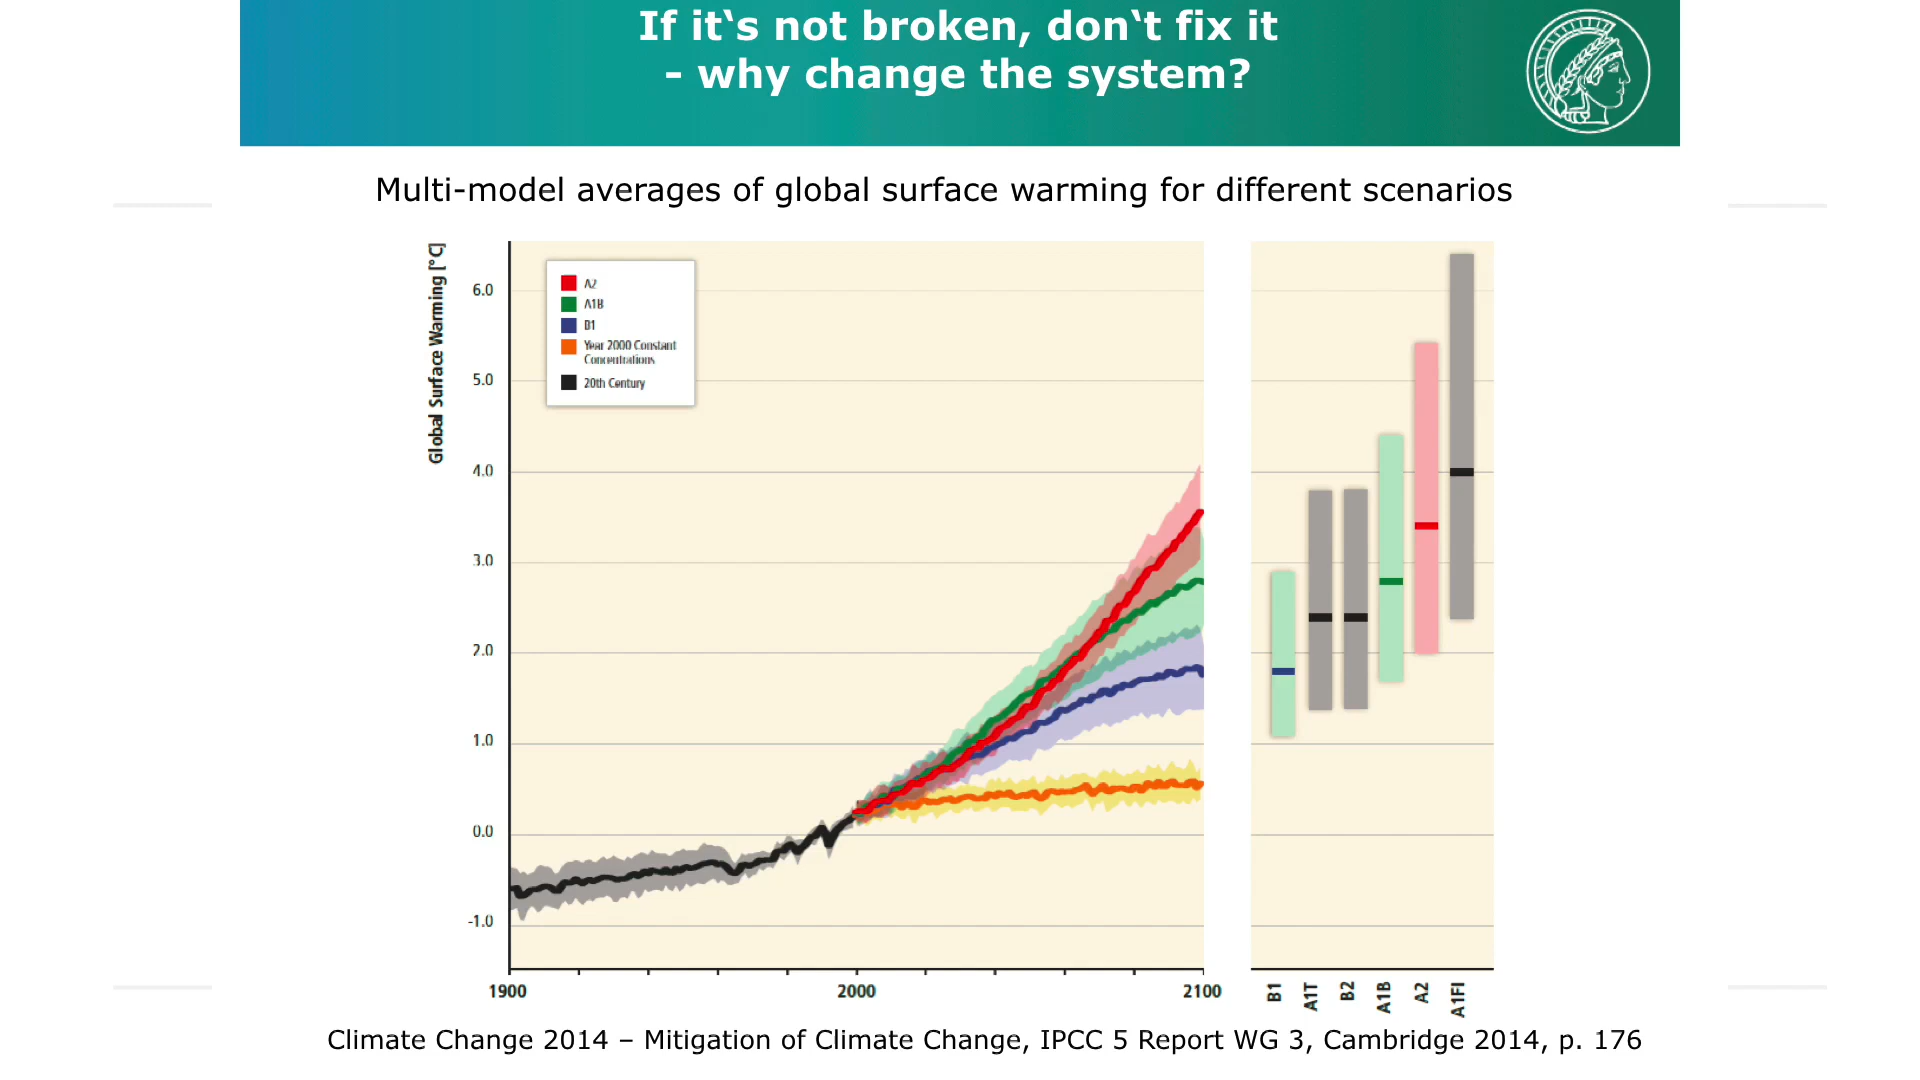 If it‘s not broken, don‘t fix it
- why change the system?
Multi-model averages of global surface warming for different scenarios
Global Surface Warming [°C]
6.0
5.0
4.0
3.0
2.0
1.0
0.0
-1.0
A2
A1B
B1
Year 2000 Constant
Concentrations
20th Century
1900
2000
2100
B1
A1T
B2
A1B
A2
A1FI
Climate Change 2014 – Mitigation of Climate Change, IPCC 5 Report WG 3, Cambridge 2014, p. 176